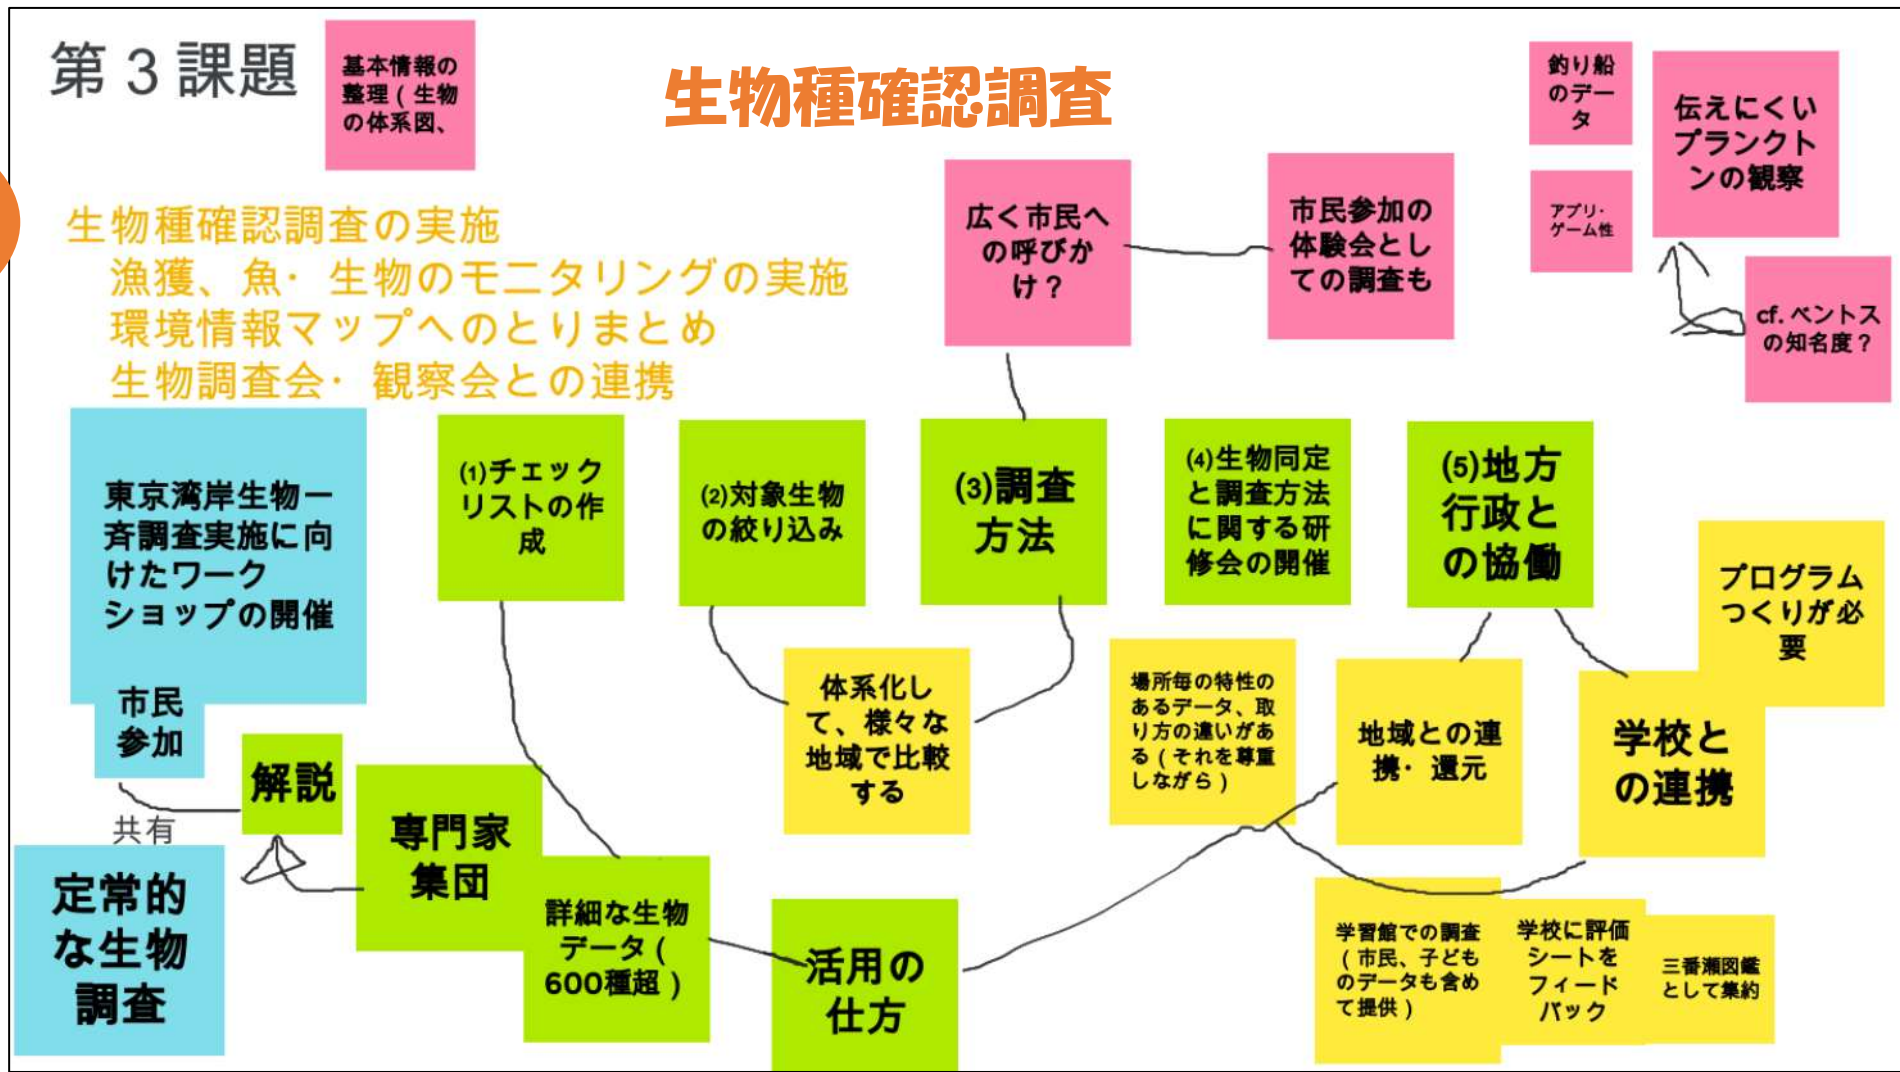 第3課題
基本情報の
整理(生物
の体系図、
生物種確認調査
釣り船
のデー
タ
伝えにくい
プランクト
ンの観察
アプリ・
ゲーム性
cf.ベントス
の知名度？
広く市民へ
の呼びか
け？
市民参加の
体験会とし
ての調査も
生物種確認調査の実施
漁獲、魚・生物のモニタリングの実施
環境情報マップへのとりまとめ
生物調査会・観察会との連携
東京湾岸生物一
斉調査実施に向
けたワーク
ショップの開催
市民
参加
(1)チェック
リストの作
成
(2)対象生物
の絞り込み
(3)調査
方法
(4)生物同定
と調査方法
に関する研
修会の開催
(5)地方
行政と
の協働
プログラム
つくりが必
要
体系化し
て、様々な
地域で比較
する
場所毎の特性の
あるデータ、取
り方の違いがあ
る(それを尊重
しながら)
地域との連
携・還元
学校と
の連携
解説
共有
定常的
な生物
調査
専門家
集団
詳細な生物
データ(
600種超)
活用の
仕方
学習館での調査
(市民、子ども
のデータも含め
て提供)
学校に評価
シートを
フィード
バック
三番瀬図鑑
として集約